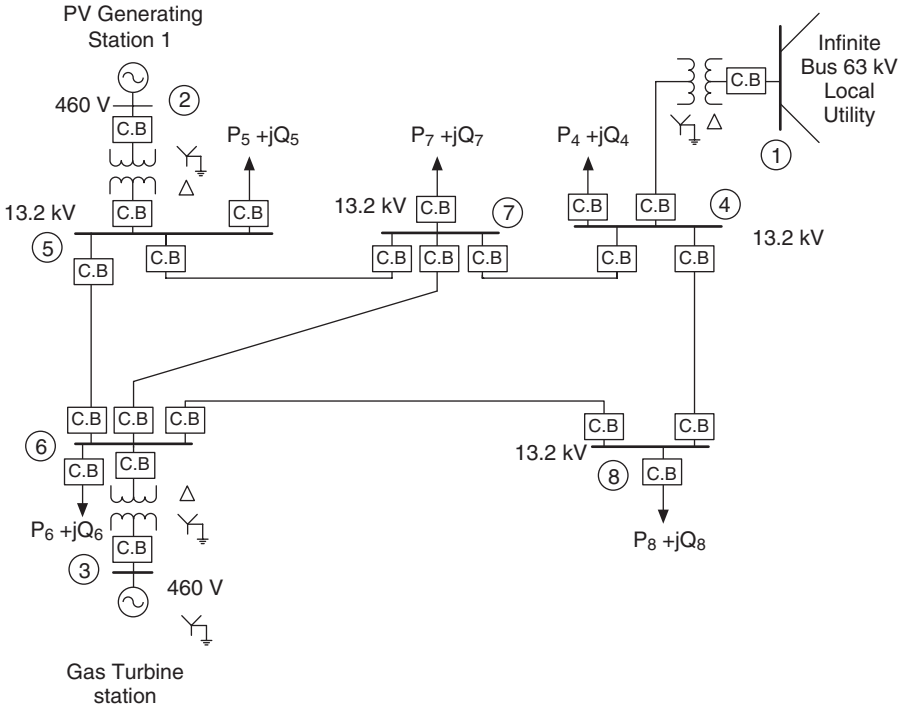 PV Generating
Station 1
460 V
2
C.B
C.B
13.2 kV
5
P5 +jQ5
C.B
C.B
C.B
P7 +jQ7
13.2 kV
C.B
7
C.B
C.B
C.B
P4 +jQ4
C.B
C.B
4
13.2 kV
C.B
C.B
C.B
Infinite
Bus 63 kV
Local
Utility
1
C.B
C.B
C.B
6
C.B
C.B
P6 +jQ6
C.B
3
460 V
Gas Turbine
station
C.B
C.B
13.2 kV
8
C.B
P8 +jQ8